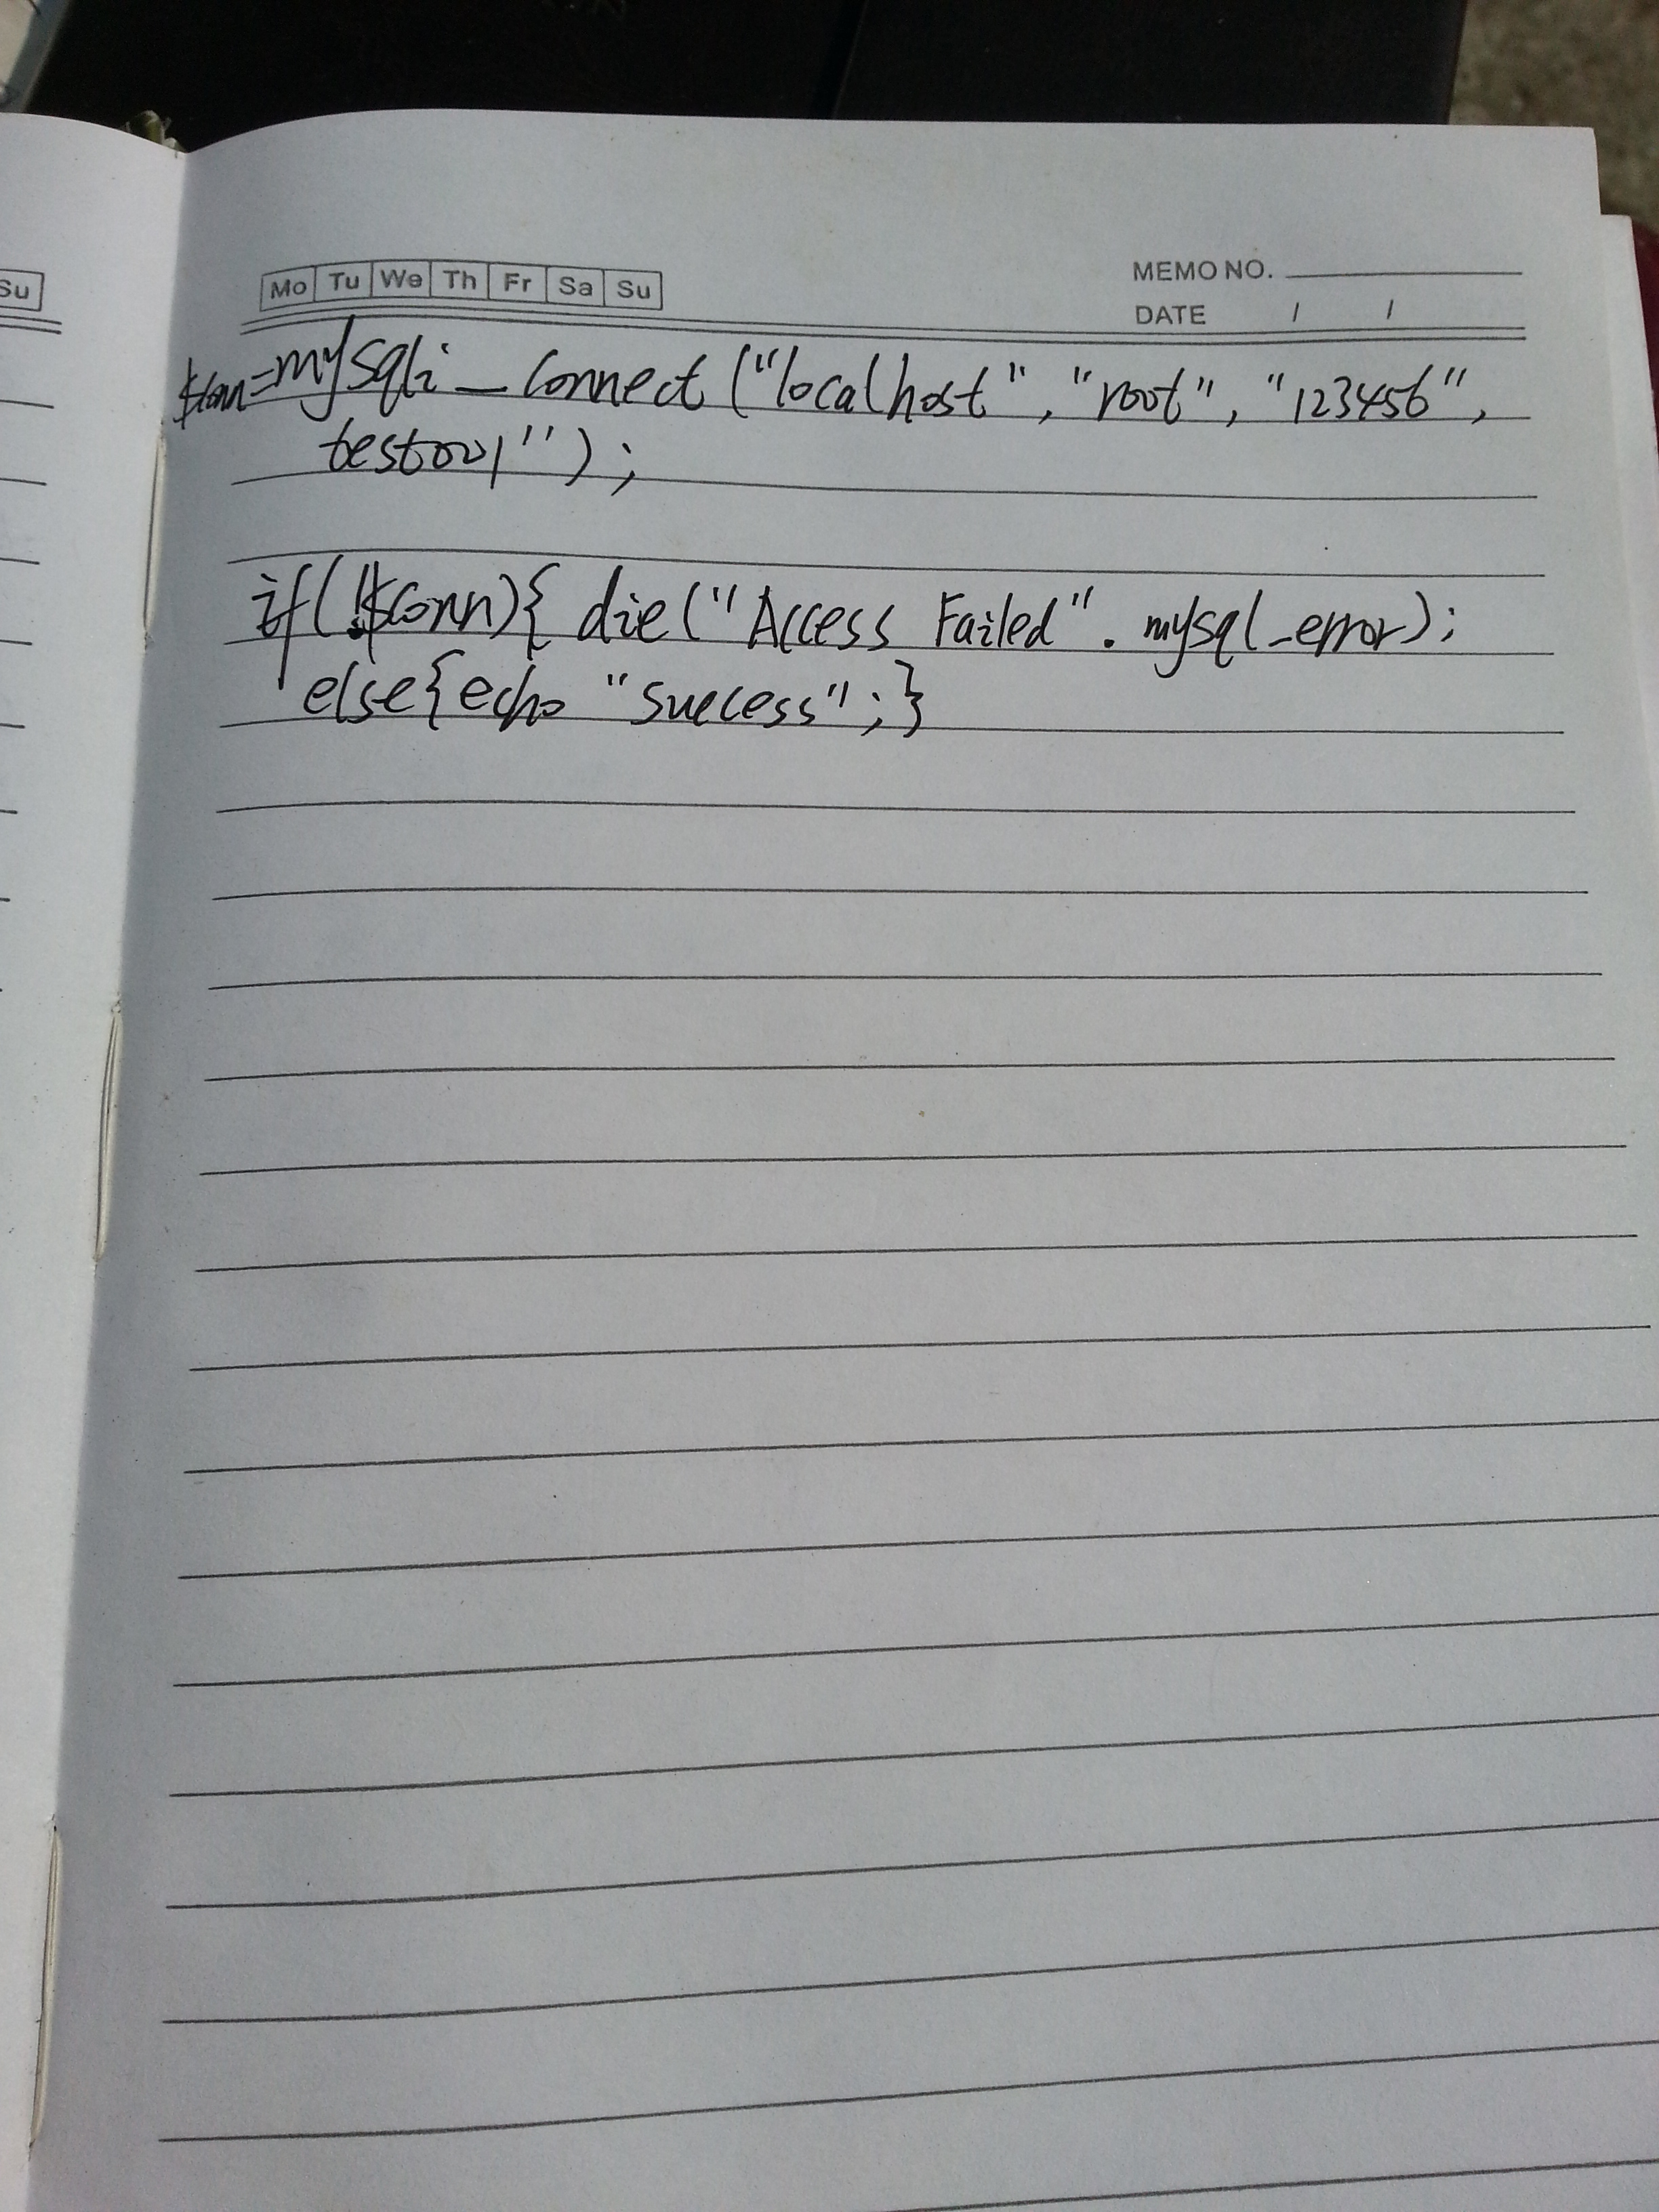 Su
Mo Tu We Th Fr Sa Su
MEMO NO.
DATE / /
$conn=mysqli_connect("localhost", "root", "123456",
test001");
if(!$conn){ die("Access Failed". mysql_error);
else{echo "success";}